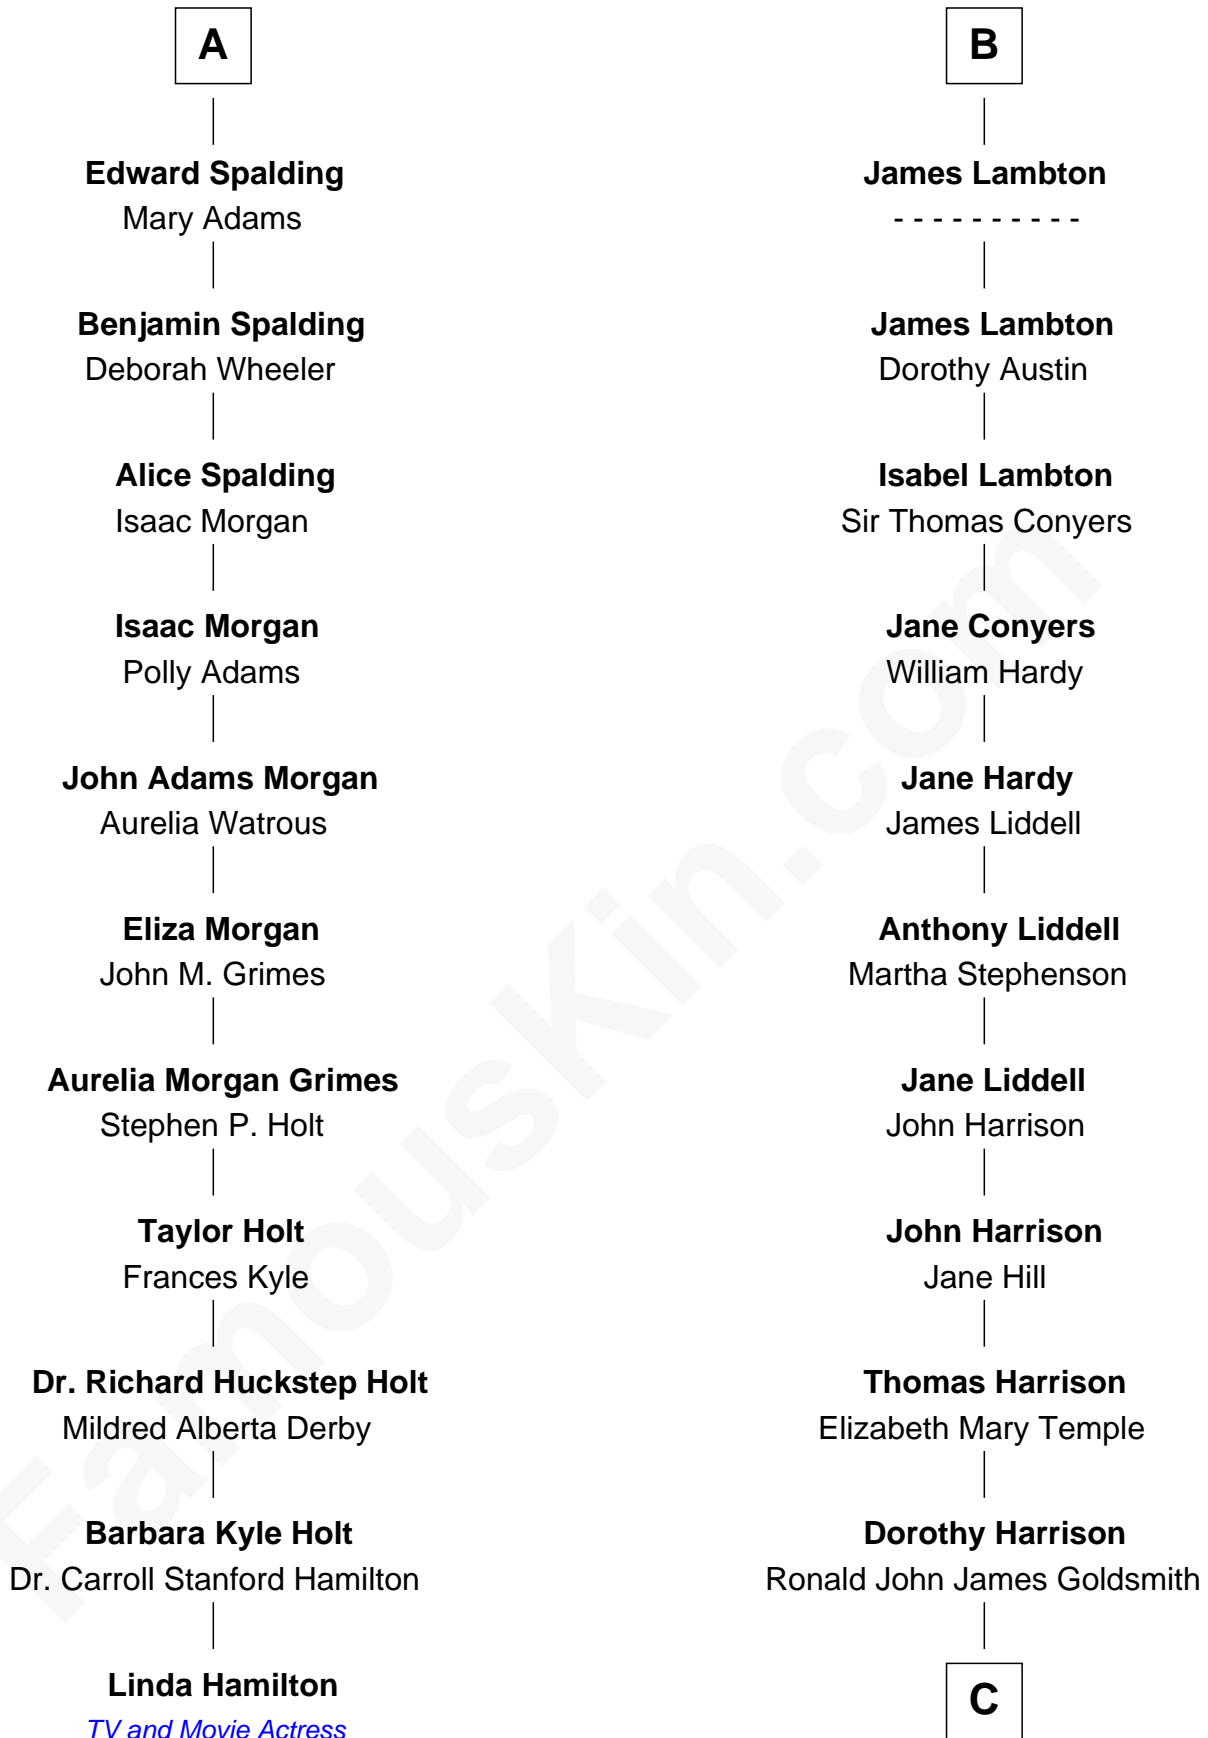 A
Edward Spalding
Mary Adams
Benjamin Spalding
Deborah Wheeler
Alice Spalding
Isaac Morgan
Isaac Morgan
Polly Adams
John Adams Morgan
Aurelia Watrous
Eliza Morgan
John M. Grimes
Aurelia Morgan Grimes
Stephen P. Holt
Taylor Holt
Frances Kyle
Dr. Richard Huckstep Holt
Mildred Alberta Derby
Barbara Kyle Holt
Dr. Carroll Stanford Hamilton
Linda Hamilton
TV and Movie Actress
B
James Lambton
- - - - - - - - - -
James Lambton
Dorothy Austin
Isabel Lambton
Sir Thomas Conyers
Jane Conyers
William Hardy
Jane Hardy
James Liddell
Anthony Liddell
Martha Stephenson
Jane Liddell
John Harrison
John Harrison
Jane Hill
Thomas Harrison
Elizabeth Mary Temple
Dorothy Harrison
Ronald John James Goldsmith
C
FamousKin.com